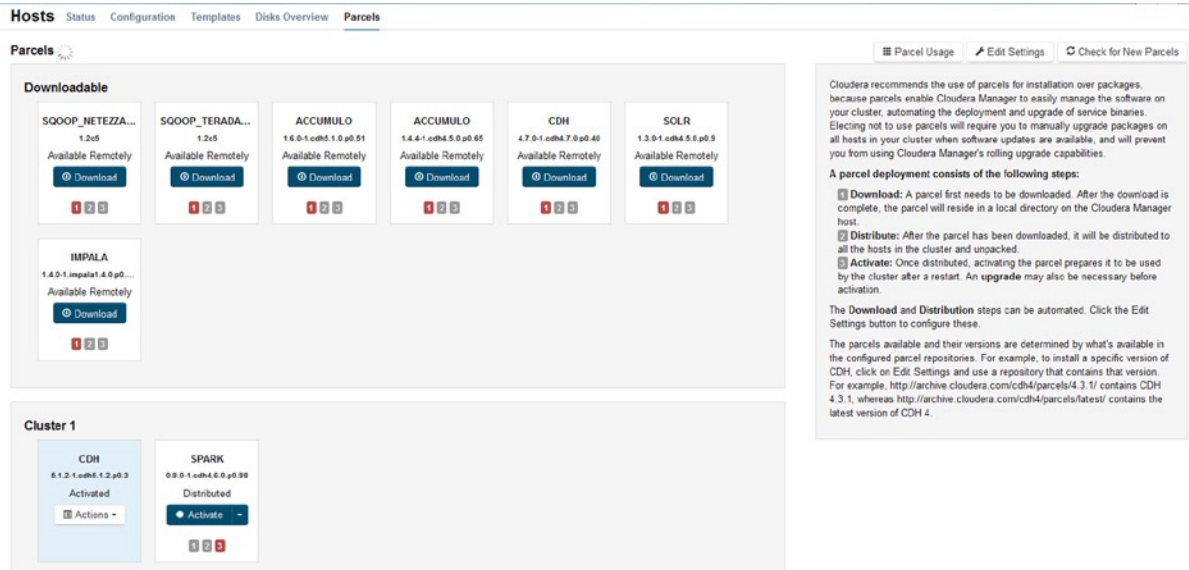 Hosts Status Configuration Templates Disks Overview Parcels
Parcels
Parcel Usage Edit Settings Check for New Parcels
Downloadable
SQOOP_NETEZZA... SQOOP_TERADA... ACCUMULO ACCUMULO CDH SOLR
1.2c5 1.2c5 1.6.0-1.cdh5.1.0.p0.51 1.4.4-1.cdh4.5.0.p0.65 4.7.0-1.cdh4.7.0.p0.40 1.3.0-1.cdh4.5.0.p0.9
Available Remotely Available Remotely Available Remotely Available Remotely Available Remotely Available Remotely
Download Download Download Download Download Download
1 2 3 1 2 3 1 2 3 1 2 3 1 2 3 1 2 3
IMPALA
1.4.0-1.impala1.4.0.p0....
Available Remotely
Download
1 2 3
Cluster 1
CDH SPARK
5.1.2-1.cdh5.1.2.p0.3 0.9.0-1.cdh4.6.0.p0.98
Activated Distributed
Actions Activate
1 2 3
Cloudera recommends the use of parcels for installation over packages,
because parcels enable Cloudera Manager to easily manage the software on
your cluster, automating the deployment and upgrade of service binaries.
Electing not to use parcels will require you to manually upgrade packages on
all hosts in your cluster when software updates are available, and will prevent
you from using Cloudera Manager's rolling upgrade capabilities.
A parcel deployment consists of the following steps:
1 Download: A parcel first needs to be downloaded. After the download is
complete, the parcel will reside in a local directory on the Cloudera Manager
host.
2 Distribute: After the parcel has been downloaded, it will be distributed to
all the hosts in the cluster and unpacked.
3 Activate: Once distributed, activating the parcel prepares it to be used
by the cluster after a restart. An upgrade may also be necessary before
activation.
The Download and Distribution steps can be automated. Click the Edit
Settings button to configure these.
The parcels available and their versions are determined by what's available in
the configured parcel repositories. For example, to install a specific version of
CDH, click on Edit Settings and use a repository that contains that version.
For example, http://archive.cloudera.com/cdh4/parcels/4.3.1/ contains CDH
4.3.1, whereas http://archive.cloudera.com/cdh4/parcels/latest/ contains the
latest version of CDH 4.